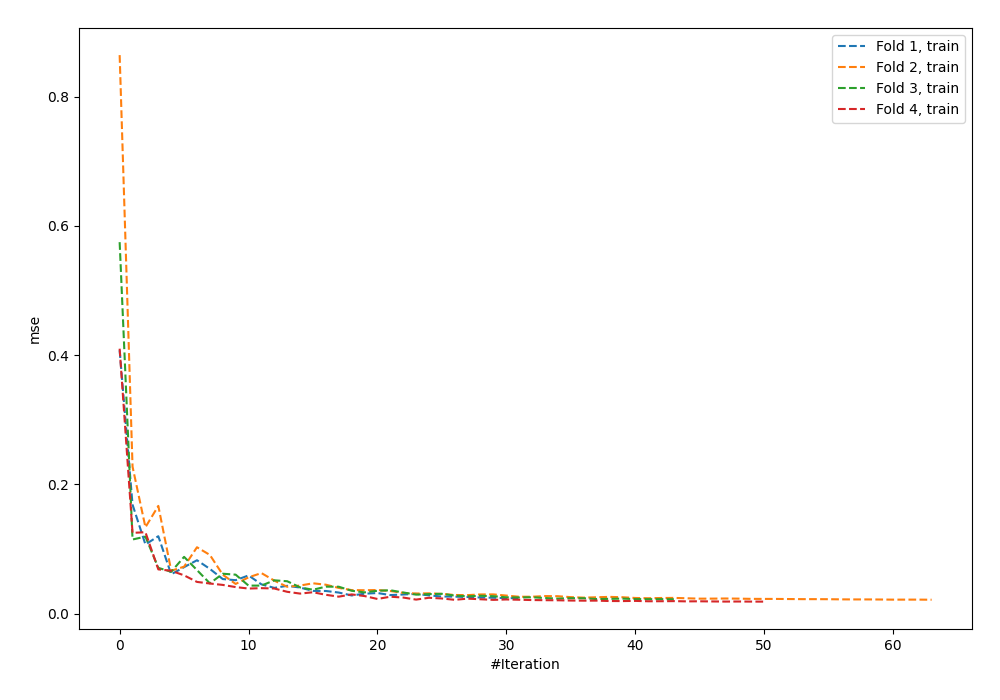 Fold 1, train
Fold 2, train
Fold 3, train
Fold 4, train
0.8
0.6
0.4
0.2
0.0
mse
0 10 20 30 40 50 60
#Iteration